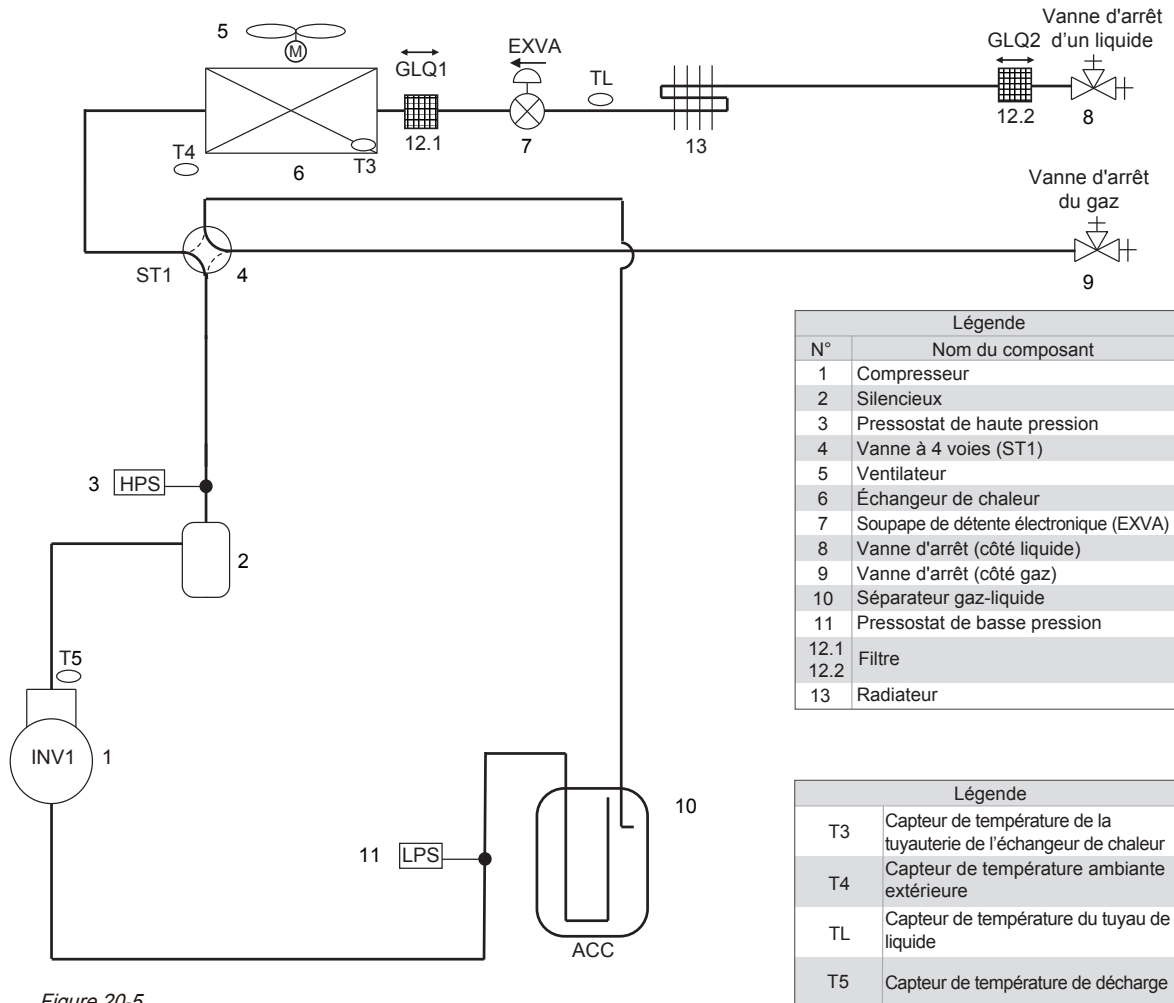 Vanne d'arrêt
d’un liquide
5
M
EXVA
GLQ1
TL
GLQ2
12.1
7
13
12.2
8
T4
T3
6
Vanne d'arrêt
du gaz
ST1
4
9
3 HPS
2
T5
INV1 1
10
11 LPS
ACC
Légende
N° Nom du composant
1 Compresseur
2 Silencieux
3 Pressostat de haute pression
4 Vanne à 4 voies (ST1)
5 Ventilateur
6 Échangeur de chaleur
7 Soupape de détente électronique (EXVA)
8 Vanne d'arrêt (côté liquide)
9 Vanne d'arrêt (côté gaz)
10 Séparateur gaz-liquide
11 Pressostat de basse pression
12.1
12.2 Filtre
13 Radiateur
Légende
T3 Capteur de température de la
tuyauterie de l’échangeur de chaleur
T4 Capteur de température ambiante
extérieure
TL Capteur de température du tuyau de
liquide
T5 Capteur de température de décharge
Figure 20-5